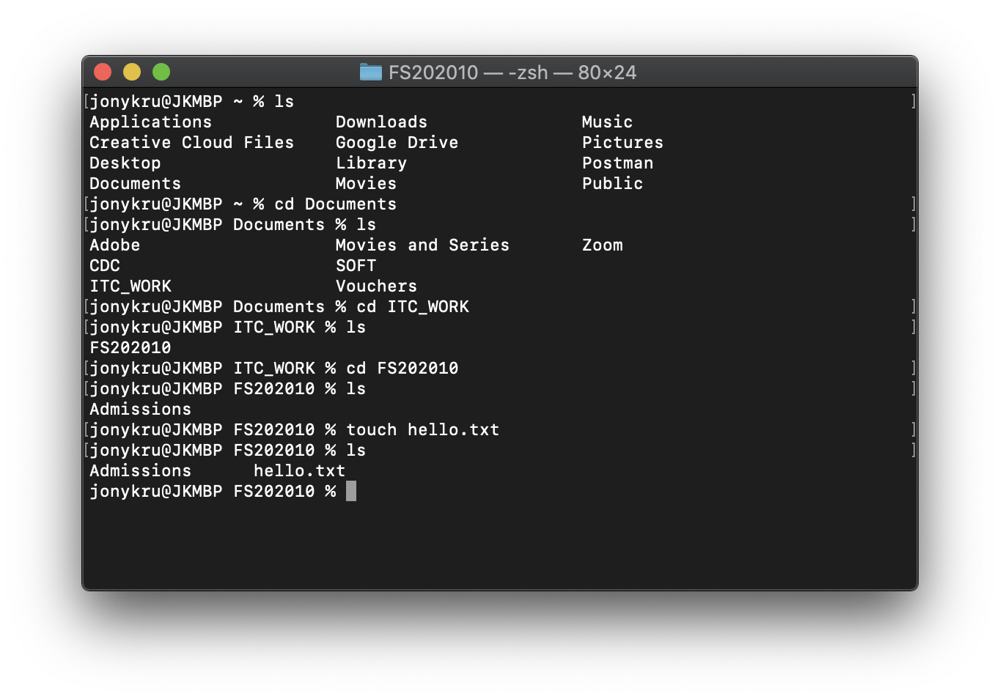 FS202010 — -zsh — 80×24
[jonykru@JKMBP ~ % ls ]
Applications Downloads Music
Creative Cloud Files Google Drive Pictures
Desktop Library Postman
Documents Movies Public
[jonykru@JKMBP ~ % cd Documents ]
[jonykru@JKMBP Documents % ls ]
Adobe Movies and Series Zoom
CDC SOFT
ITC_WORK Vouchers
[jonykru@JKMBP Documents % cd ITC_WORK ]
[jonykru@JKMBP ITC_WORK % ls ]
FS202010
[jonykru@JKMBP ITC_WORK % cd FS202010 ]
[jonykru@JKMBP FS202010 % ls ]
Admissions
[jonykru@JKMBP FS202010 % touch hello.txt ]
[jonykru@JKMBP FS202010 % ls ]
Admissions hello.txt
jonykru@JKMBP FS202010 %